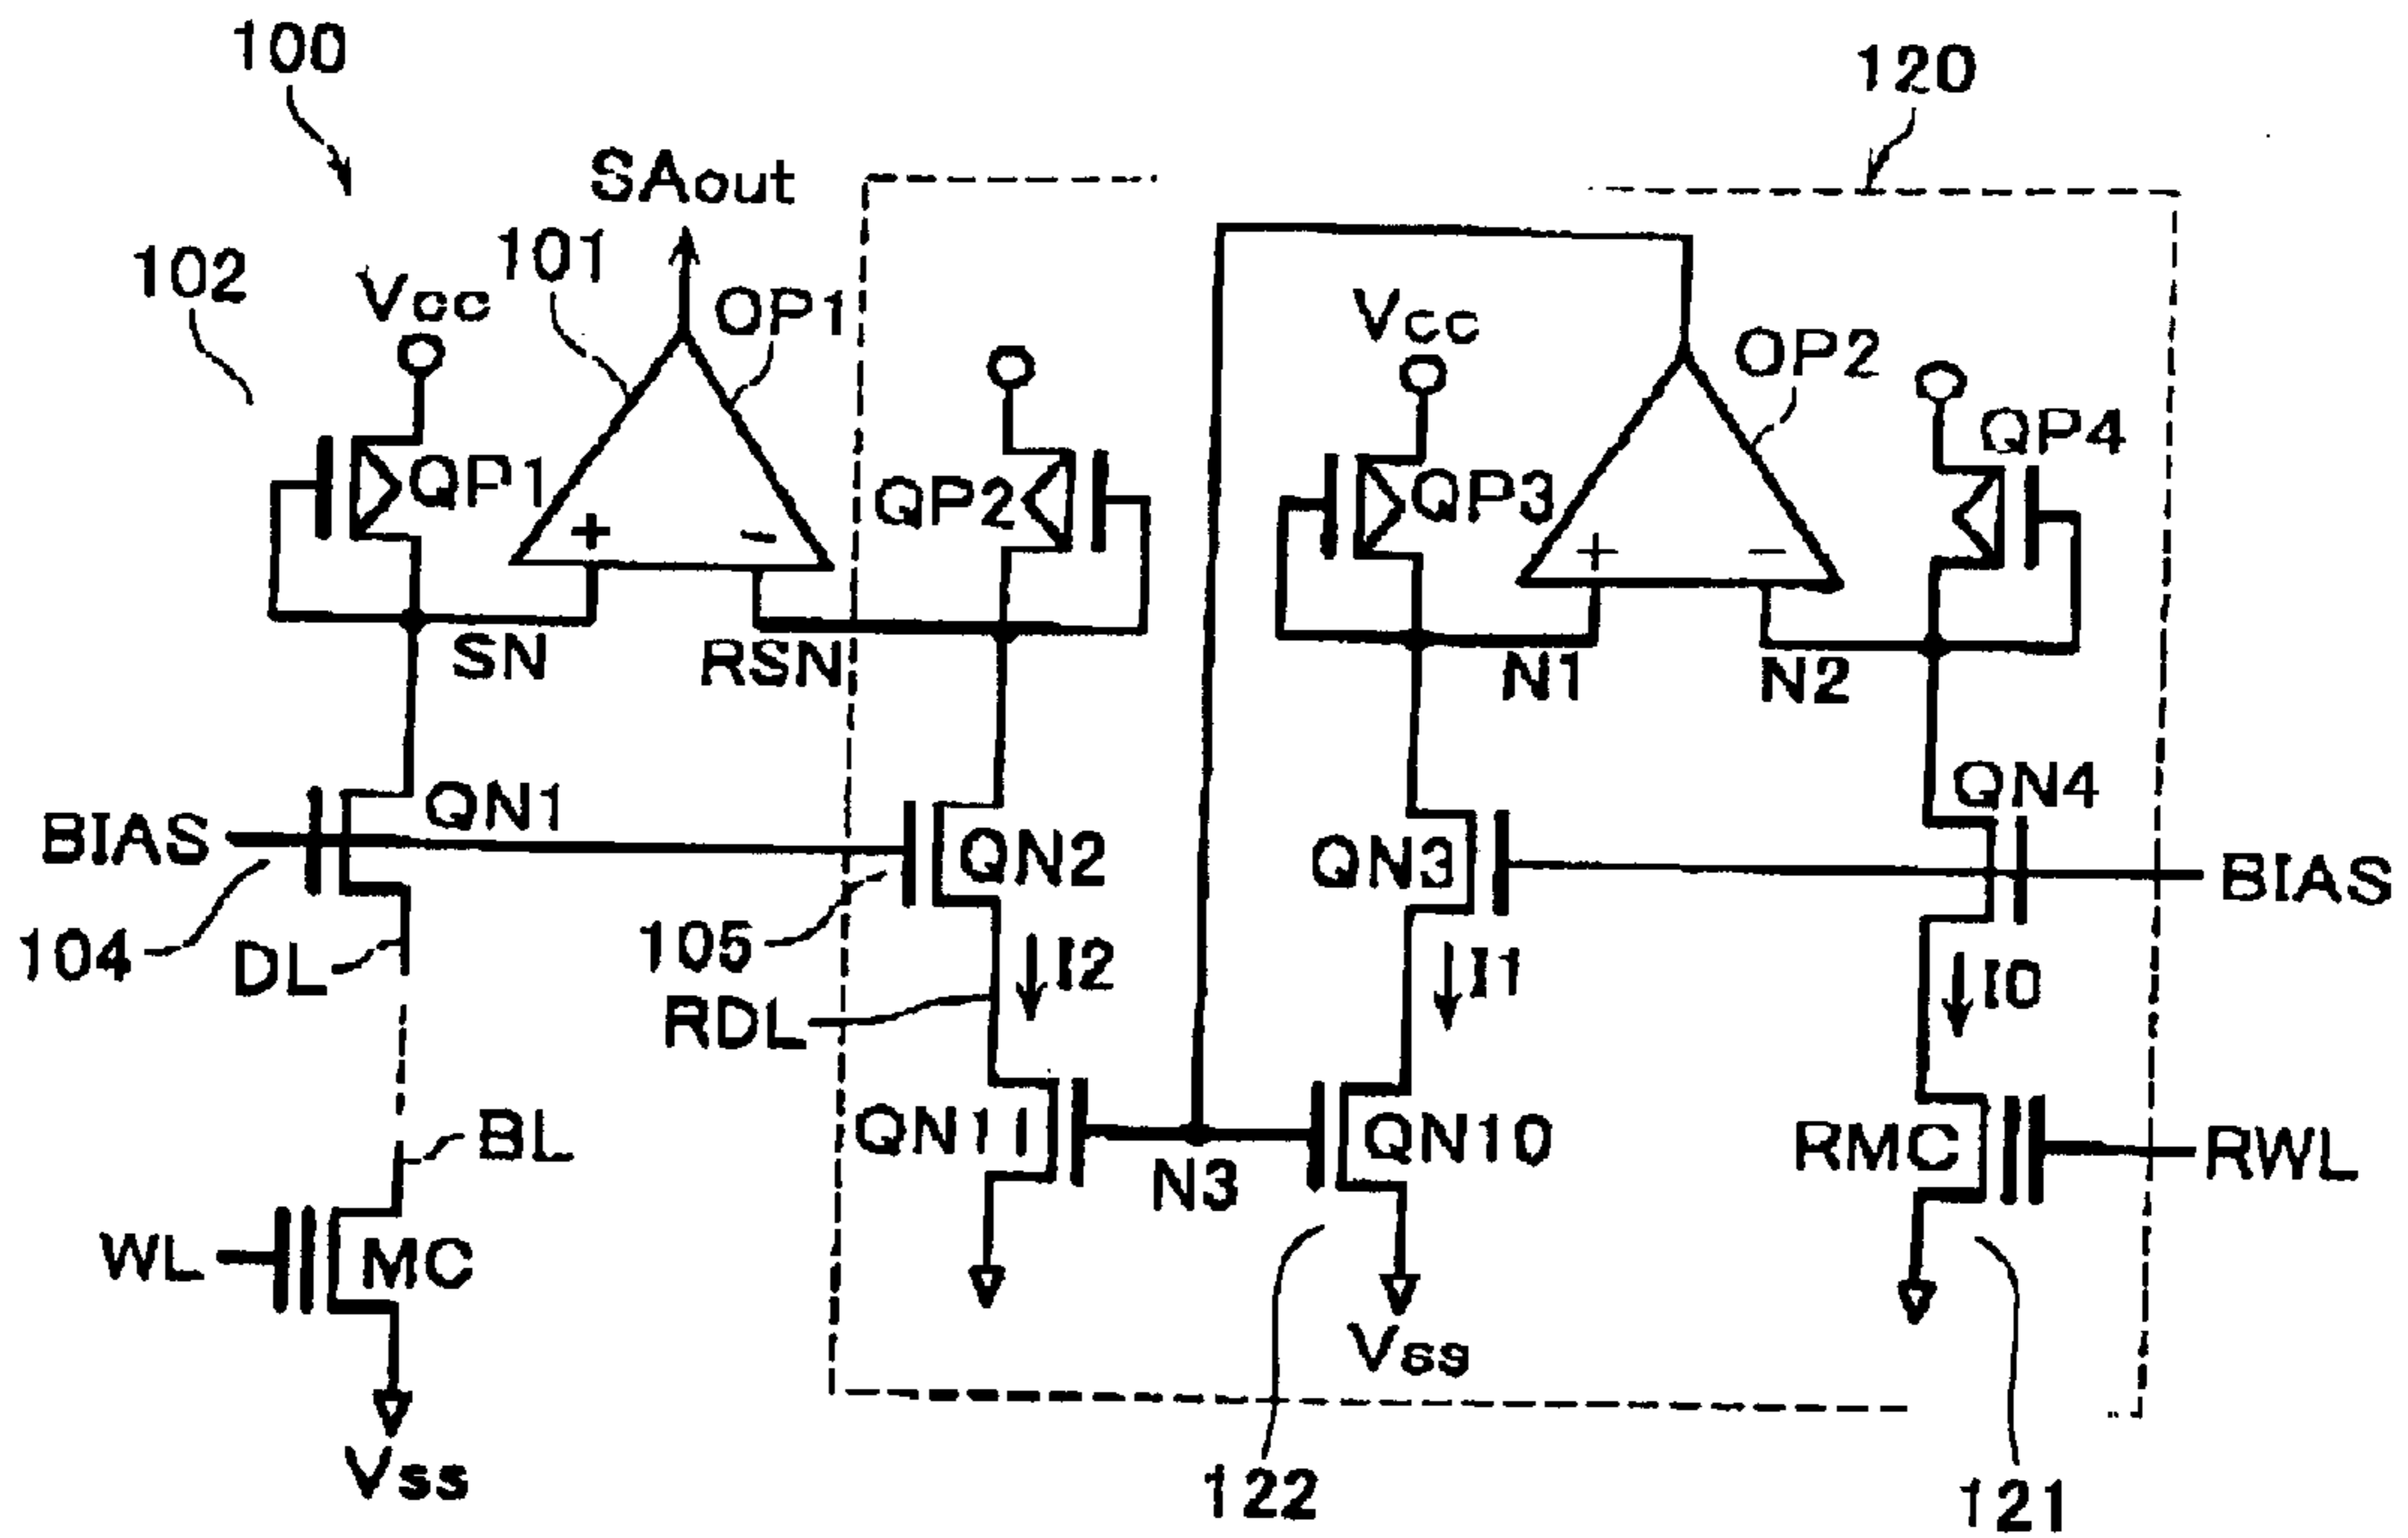 100
120
SAout
101
102
Vcc
OP1
Vcc
OP2
QP4
QP1
QP2
QP3
+
-
+
-
SN
RSN
N1
N2
BIAS
QN1
QN2
QN3
QN4
BIAS
104
DL
105
I2
I1
I0
RDL
BL
QN11
N3
QN10
RMC
RWL
WL
MC
Vss
Vss
122
121